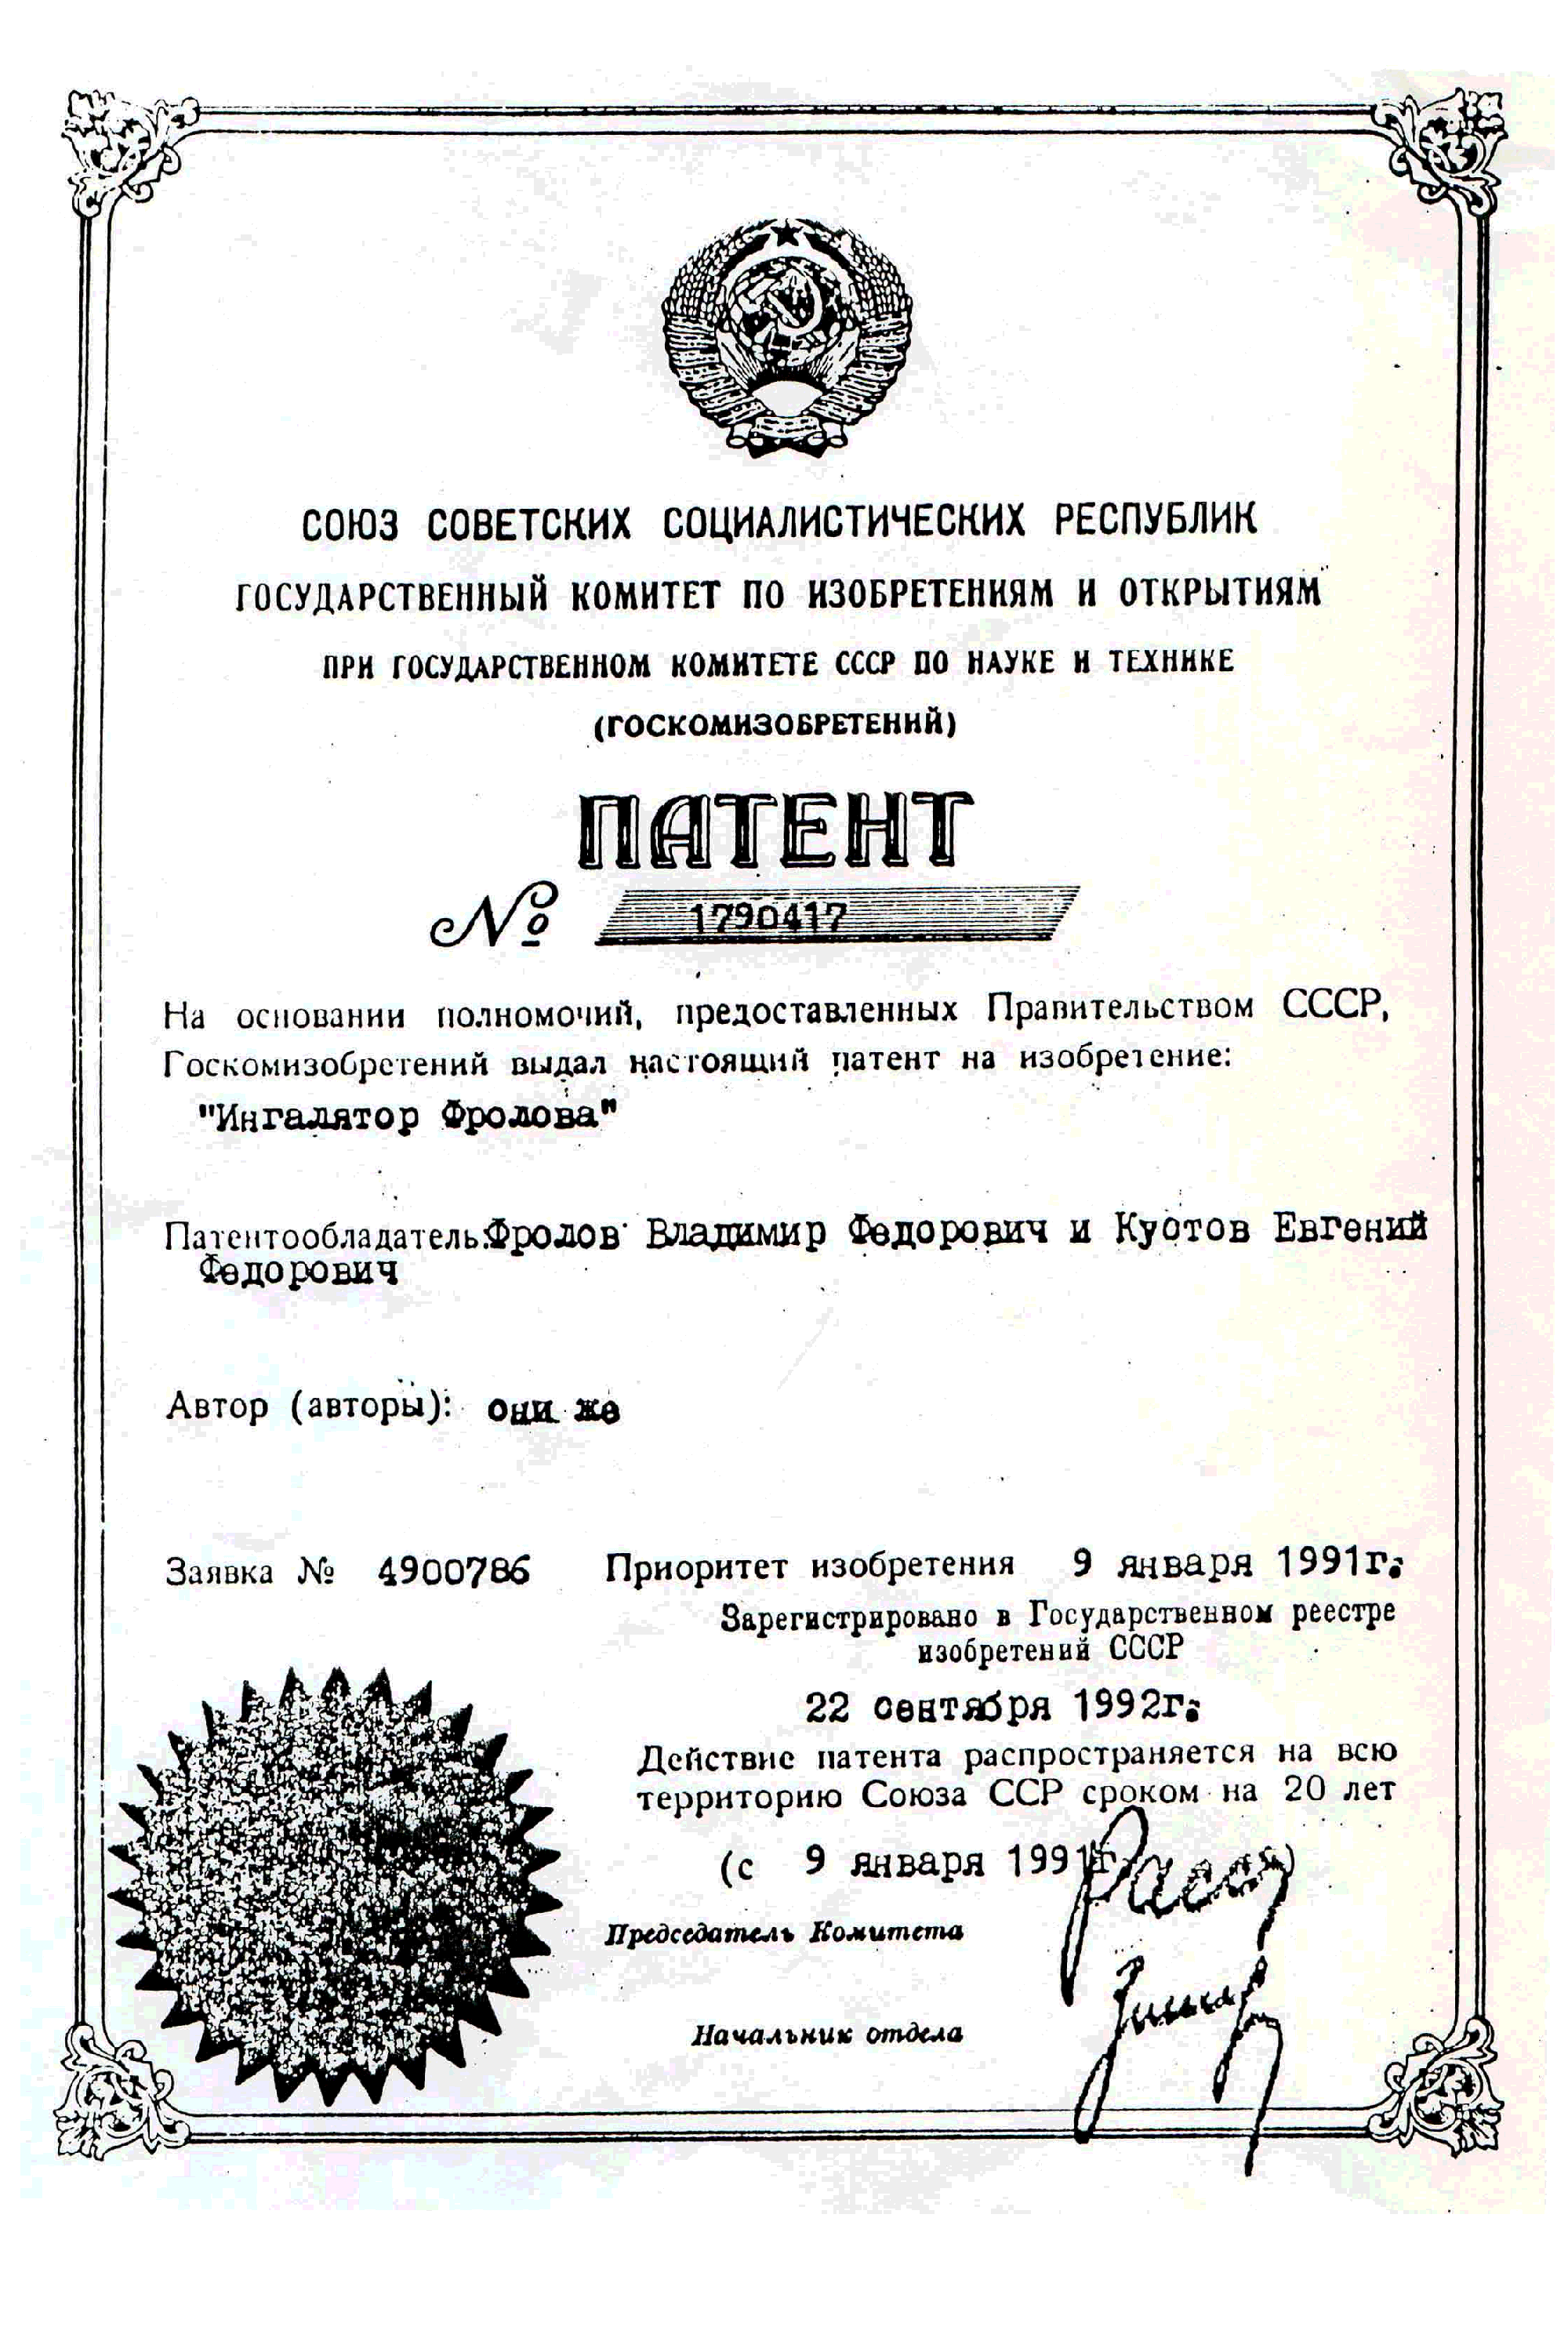 СОЮЗ СОВЕТСКИХ СОЦИАЛИСТИЧЕСКИХ РЕСПУБЛИК
ГОСУДАРСТВЕННЫЙ КОМИТЕТ ПО ИЗОБРЕТЕНИЯМ И ОТКРЫТИЯМ
ПРИ ГОСУДАРСТВЕННОМ КОМИТЕТЕ СССР ПО НАУКЕ И ТЕХНИКЕ
(ГОСКОМИЗОБРЕТЕНИЙ)
ПАТЕНТ
№ 1790417
На основании полномочий, предоставленных Правительством СССР,
Госкомизобретений выдал настоящий патент на изобретение:
"Ингалятор Фролова"
Патентообладатель: Фролов Владимир Федорович и Кустов Евгений
Федорович
Автор (авторы): они же
Заявка № 4900786 Приоритет изобретения 9 января 1991г.
Зарегистрировано в Государственном реестре
изобретений СССР
22 сентября 1992г.
Действие патента распространяется на всю
территорию Союза ССР сроком на 20 лет
(с 9 января 1991г.)
Председатель Комитета
Начальник отдела